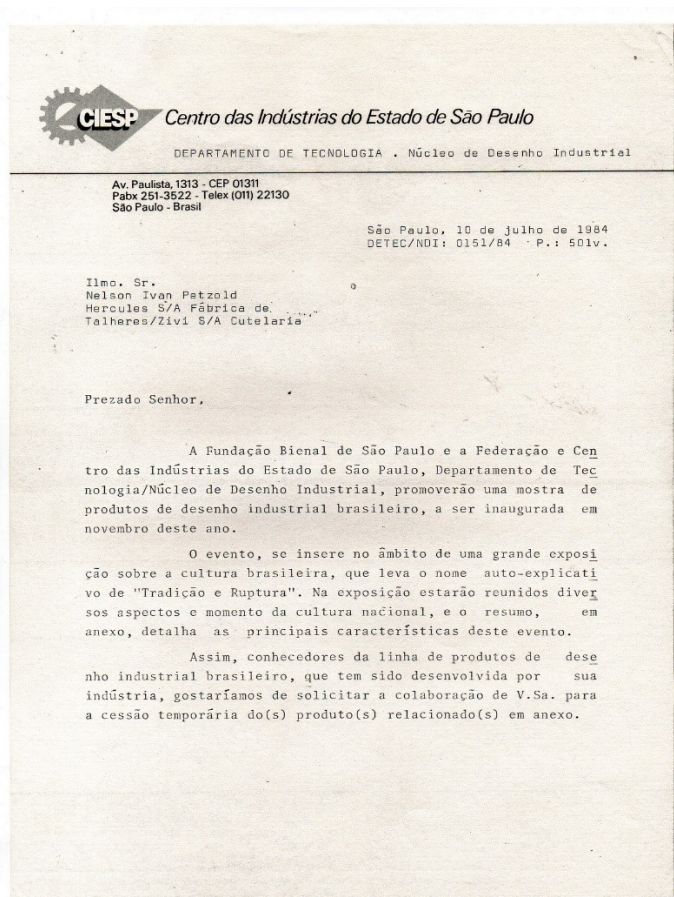 CIESP Centro das Indústrias do Estado de São Paulo
DEPARTAMENTO DE TECNOLOGIA . Núcleo de Desenho Industrial
Av. Paulista, 1313 - CEP 01311
Pabx 251-3522 - Telex (011) 22130
São Paulo - Brasil
São Paulo, 10 de julho de 1984
DETEC/NDI: 0151/84 - P.: 501v.
Ilmo. Sr.
Nelson Ivan Petzold
Hercules S/A Fábrica de
Talheres/Zivi S/A Cutelaria
Prezado Senhor,
A Fundação Bienal de São Paulo e a Federação e Cen
tro das Indústrias do Estado de São Paulo, Departamento de Tec
nologia/Núcleo de Desenho Industrial, promoverão uma mostra de
produtos de desenho industrial brasileiro, a ser inaugurada em
novembro deste ano.
O evento, se insere no âmbito de uma grande exposi
ção sobre a cultura brasileira, que leva o nome auto-explicati
vo de "Tradição e Ruptura". Na exposição estarão reunidos diver
sos aspectos e momento da cultura nacional, e o resumo, em
anexo, detalha as principais características deste evento.
Assim, conhecedores da linha de produtos de dese
nho industrial brasileiro, que tem sido desenvolvida por sua
indústria, gostaríamos de solicitar a colaboração de V.Sa. para
a cessão temporária do(s) produto(s) relacionado(s) em anexo.